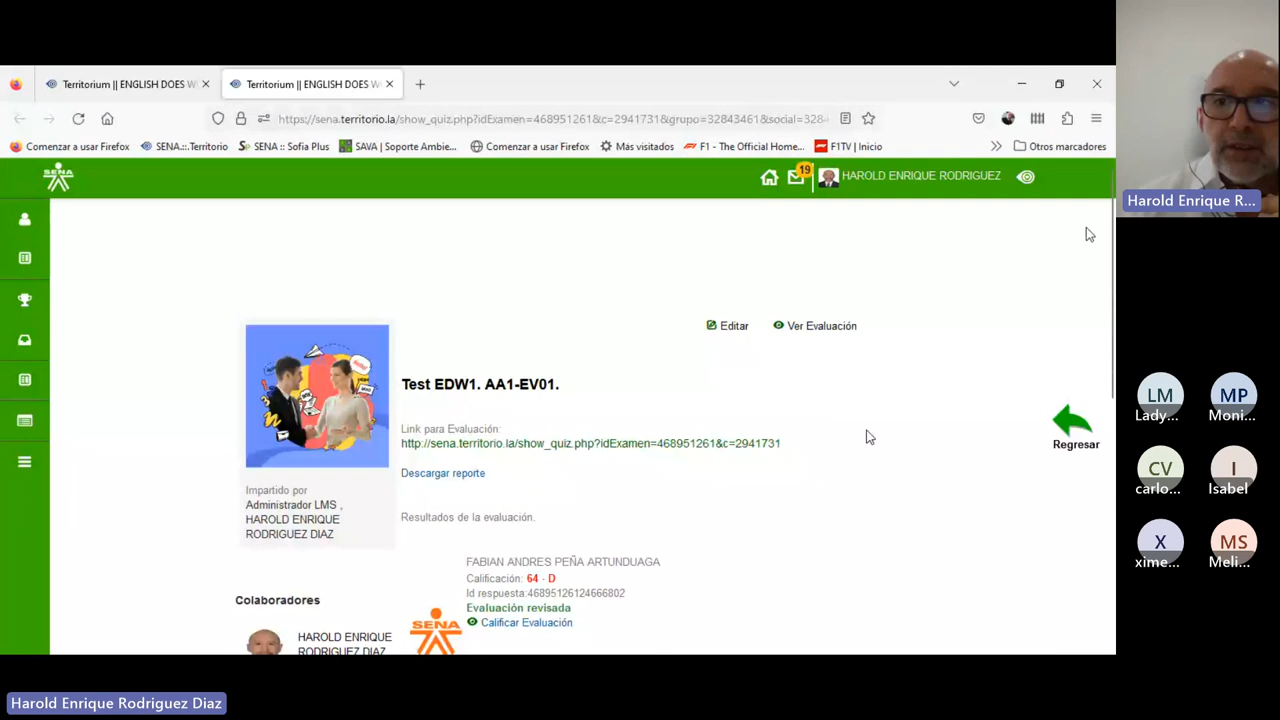 Territorium || ENGLISH DOES W
Territorium || ENGLISH DOES W
https://sena.territorio.la/show_quiz.php?idExamen=468951261&c=2941731&grupo=32843461&social=3284
Comenzar a usar Firefox
SENA.::.Territorio
SENA :: Sofia Plus
SAVA | Soporte Ambie...
Comenzar a usar Firefox
Más visitados
F1 - The Official Home...
F1TV | Inicio
Otros marcadores
SENA
19
HAROLD ENRIQUE RODRIGUEZ
Editar
Ver Evaluación
Test EDW1. AA1-EV01.
Link para Evaluación:
http://sena.territorio.la/show_quiz.php?idExamen=468951261&c=2941731
Descargar reporte
Regresar
Impartido por
Administrador LMS ,
HAROLD ENRIQUE
RODRIGUEZ DIAZ
Resultados de la evaluación.
FABIAN ANDRES PEÑA ARTUNDUAGA
Calificación: 64 - D
Id respuesta:46895126124666802
Evaluación revisada
Calificar Evaluación
SENA
Colaboradores
HAROLD ENRIQUE
RODRIGUEZ DIAZ
Harold Enrique R...
LM
Lady...
MP
Moni...
CV
carlo...
I
Isabel
X
xime...
MS
Meli...
Harold Enrique Rodriguez Diaz